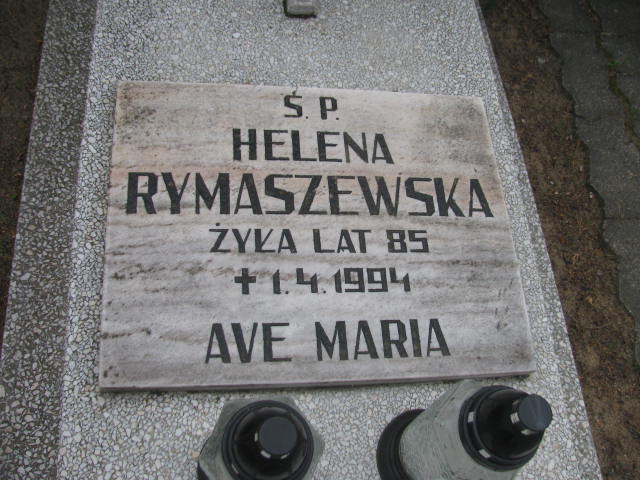 Ś.P.
HELENA
RYMASZEWSKA
ŻYŁA LAT 85
✝ 1.4.1994
AVE MARIA